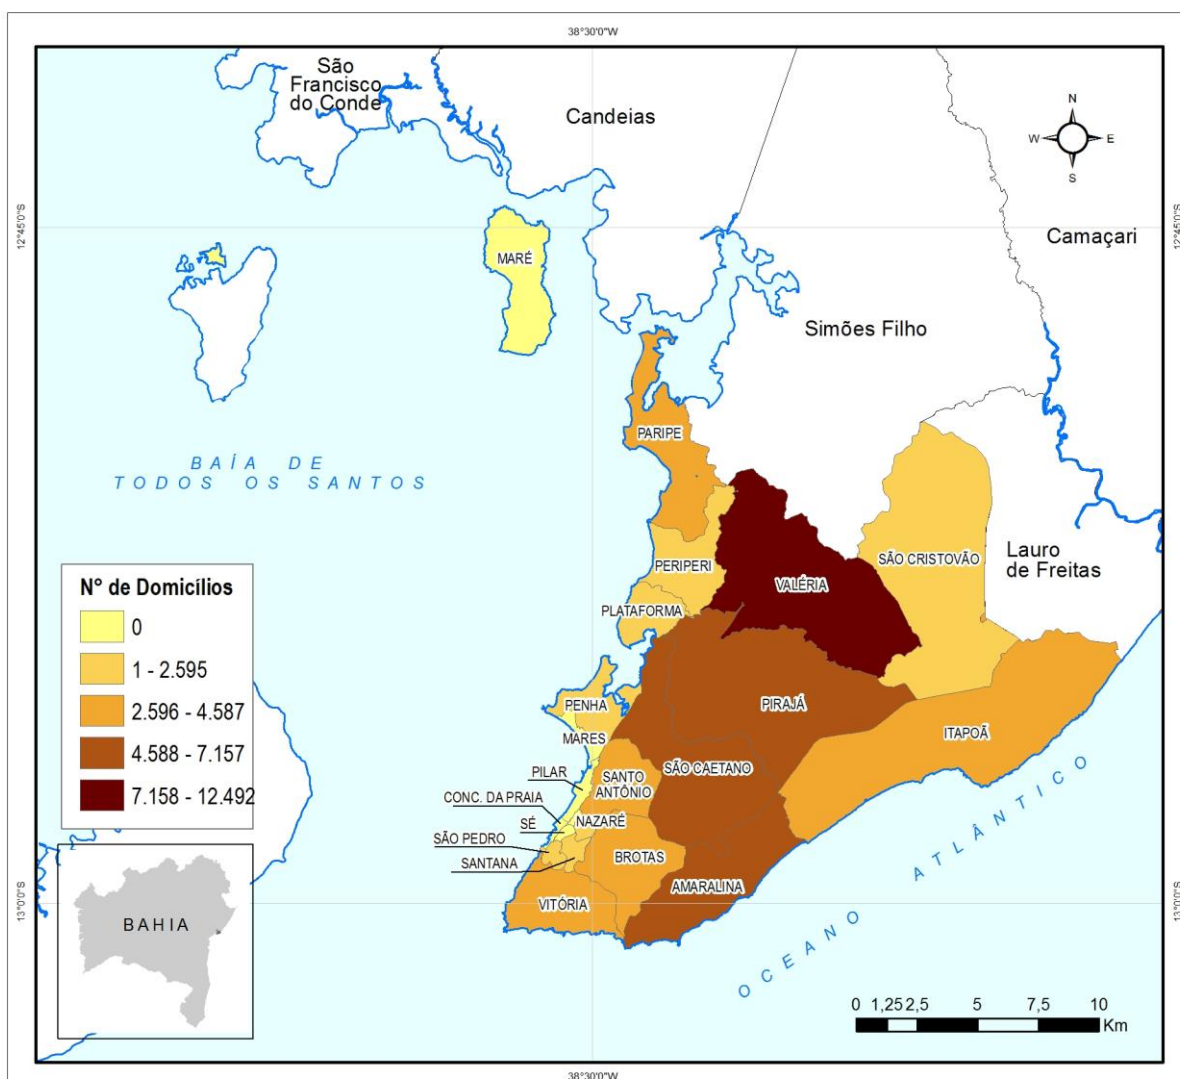 38°30'0"W
São
Francisco
do Conde
Candeias
N
W
E
S
12°45'0"S
12°45'0"S
Camaçari
MARÉ
Simões Filho
PARIPE
BAÍA DE
TODOS OS SANTOS
SÃO CRISTOVÃO
Lauro
de Freitas
PERIPERI
VALÉRIA
PLATAFORMA
N° de Domicílios
0
1 - 2.595
2.596 - 4.587
4.588 - 7.157
7.158 - 12.492
PENHA
PIRAJÁ
ITAPOÃ
MARES
SÃO CAETANO
PILAR
SANTO
ANTÔNIO
CONC. DA PRAIA
SÉ
NAZARÉ
SÃO PEDRO
SANTANA
BROTAS
AMARALINA
VITÓRIA
OCEANO ATLÂNTICO
13°0'0"S
13°0'0"S
BAHIA
0 1,25 2,5 5 7,5 10
Km
38°30'0"W